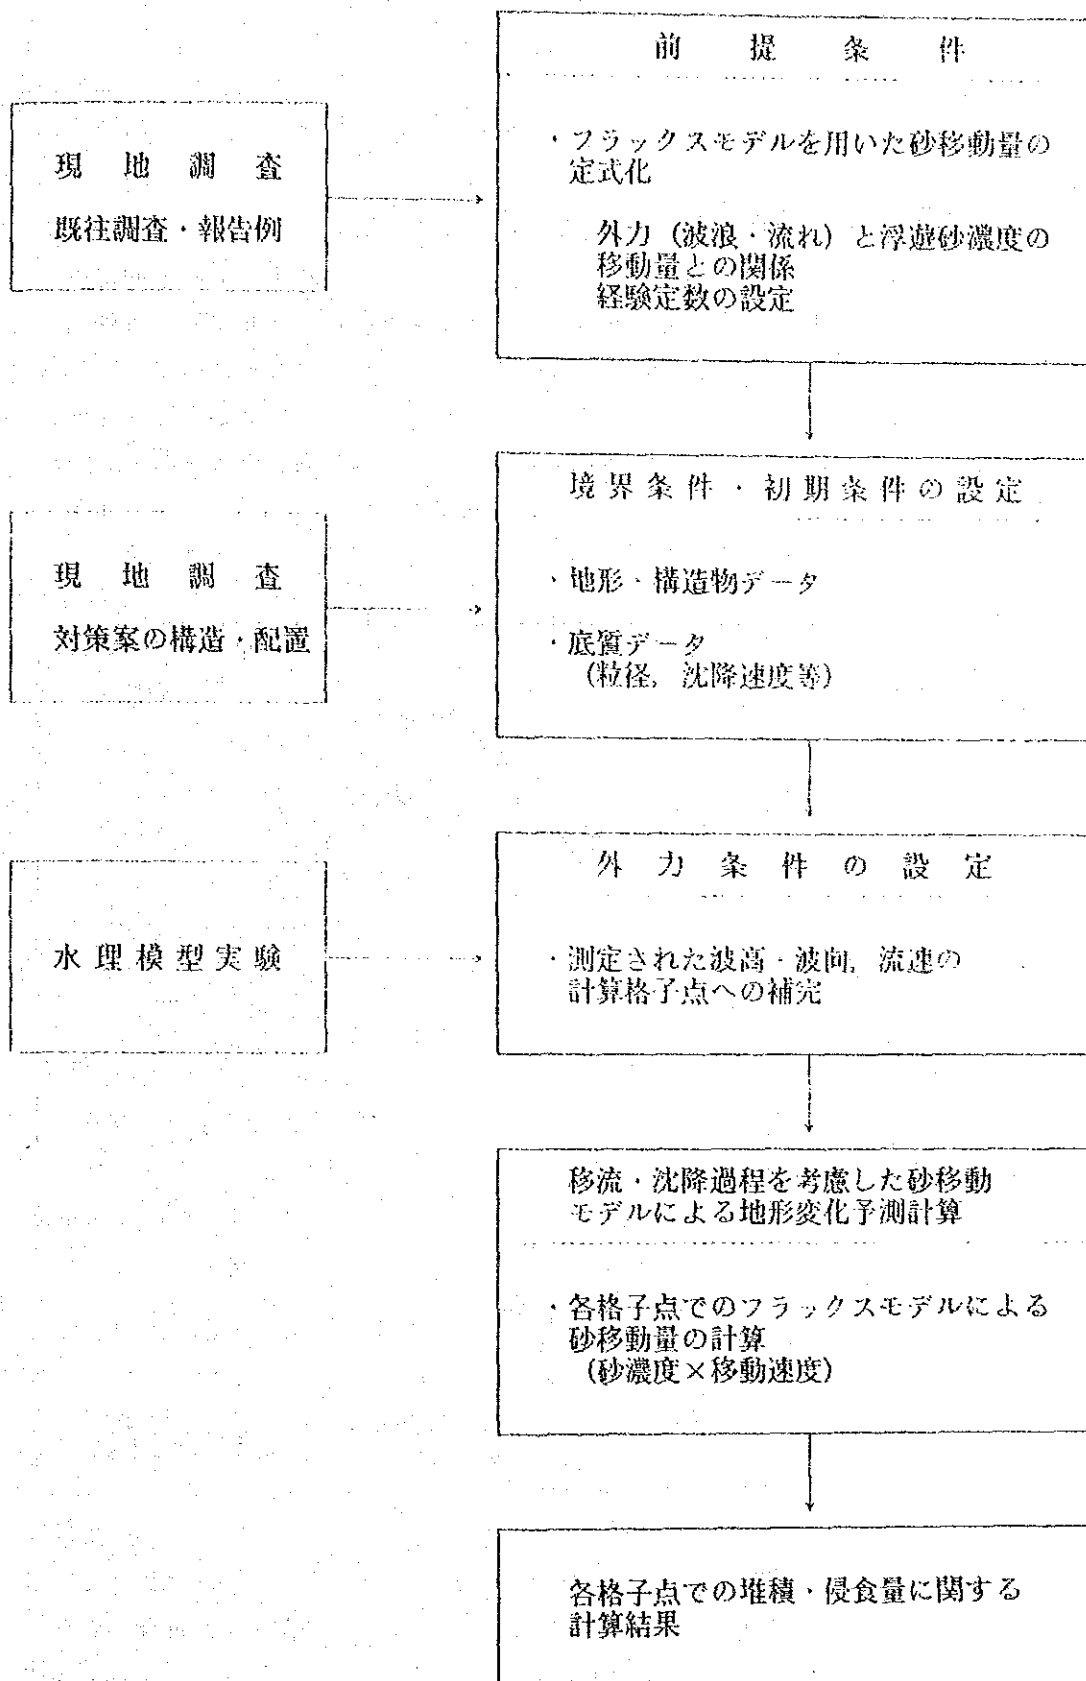 前提条件
・フラックスモデルを用いた砂移動量の
定式化
外力（波浪・流れ）と浮遊砂濃度の
移動量との関係
経験定数の設定
現地調査
既往調査・報告例
境界条件・初期条件の設定
・地形・構造物データ
・底質データ
（粒径，沈降速度等）
現地調査
対策案の構造・配置
外力条件の設定
・測定された波高・波向，流速の
計算格子点への補完
水理模型実験
移流・沈降過程を考慮した砂移動
モデルによる地形変化予測計算
・各格子点でのフラックスモデルによる
砂移動量の計算
（砂濃度×移動速度）
各格子点での堆積・侵食量に関する
計算結果